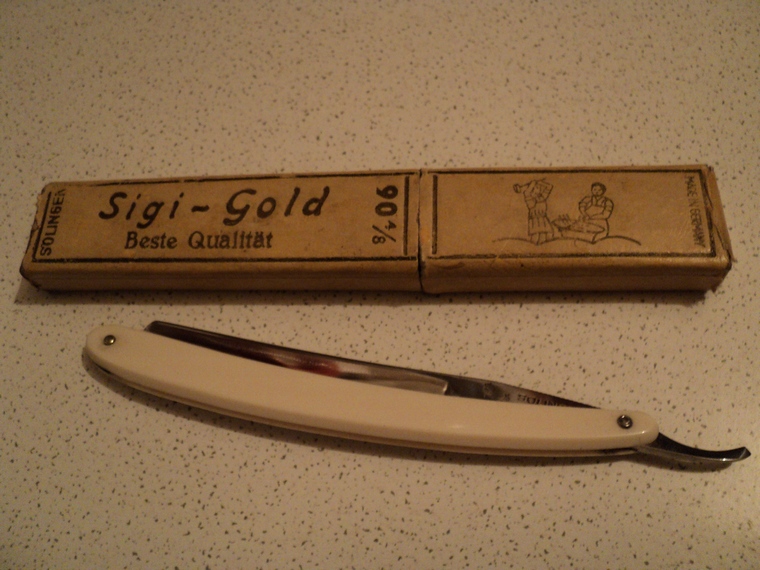 SOLINGEN
Sigi-Gold
Beste Qualität
90 4/8
MADE IN GERMANY